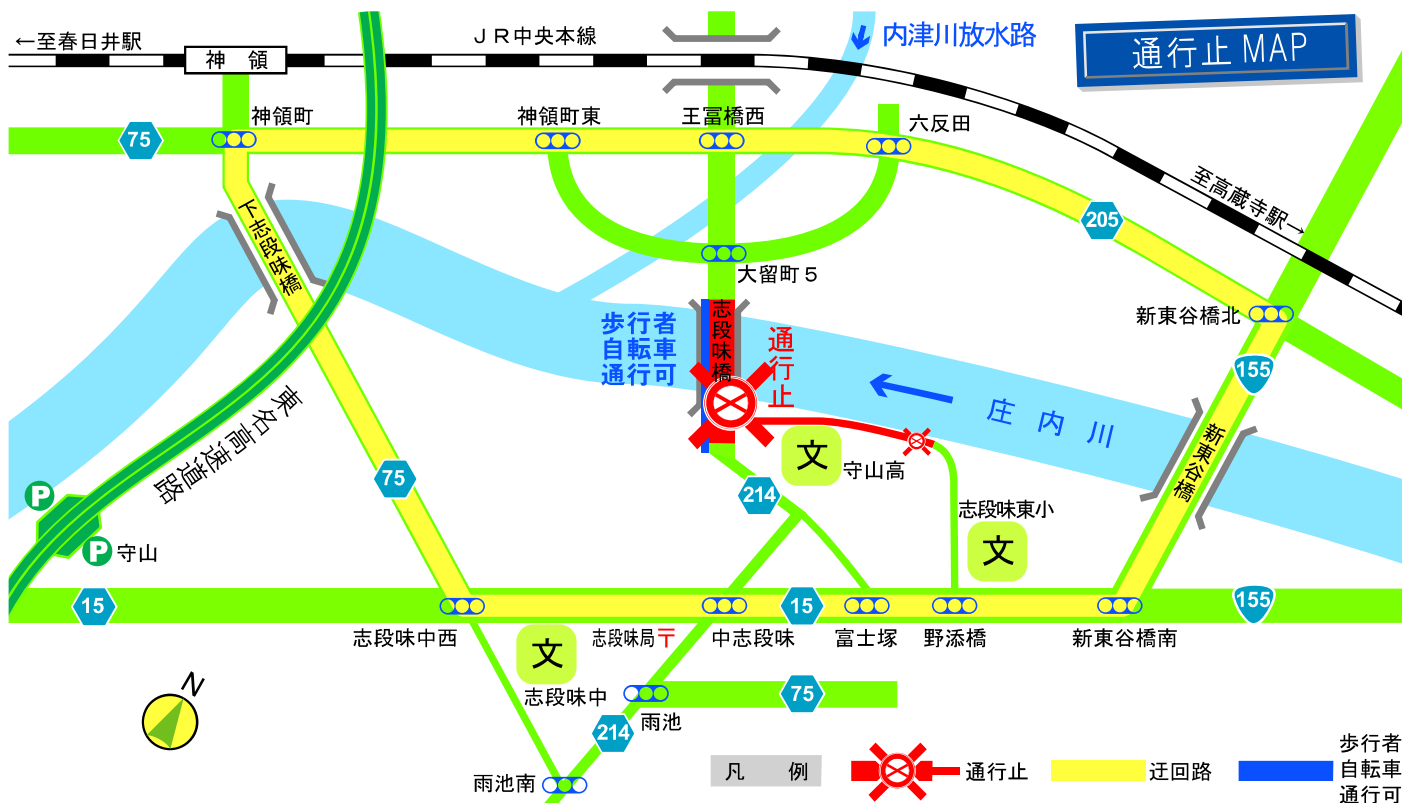 ←至春日井駅
JR中央本線
内津川放水路
通行止 MAP
神領
神領町
神領町東
王冨橋西
六反田
75
至高蔵寺駅→
205
下志段味橋
大留町5
新東谷橋北
歩行者
自転車
通行可
志段味橋
通行止
155
庄内川
新東谷橋
東名高速道路
文
守山高
75
214
志段味東小
文
P
P
守山
15
15
155
志段味中西
志段味局〒
中志段味
富士塚
野添橋
新東谷橋南
文
志段味中
75
雨池
214
雨池南
N
凡例
通行止
迂回路
歩行者
自転車
通行可